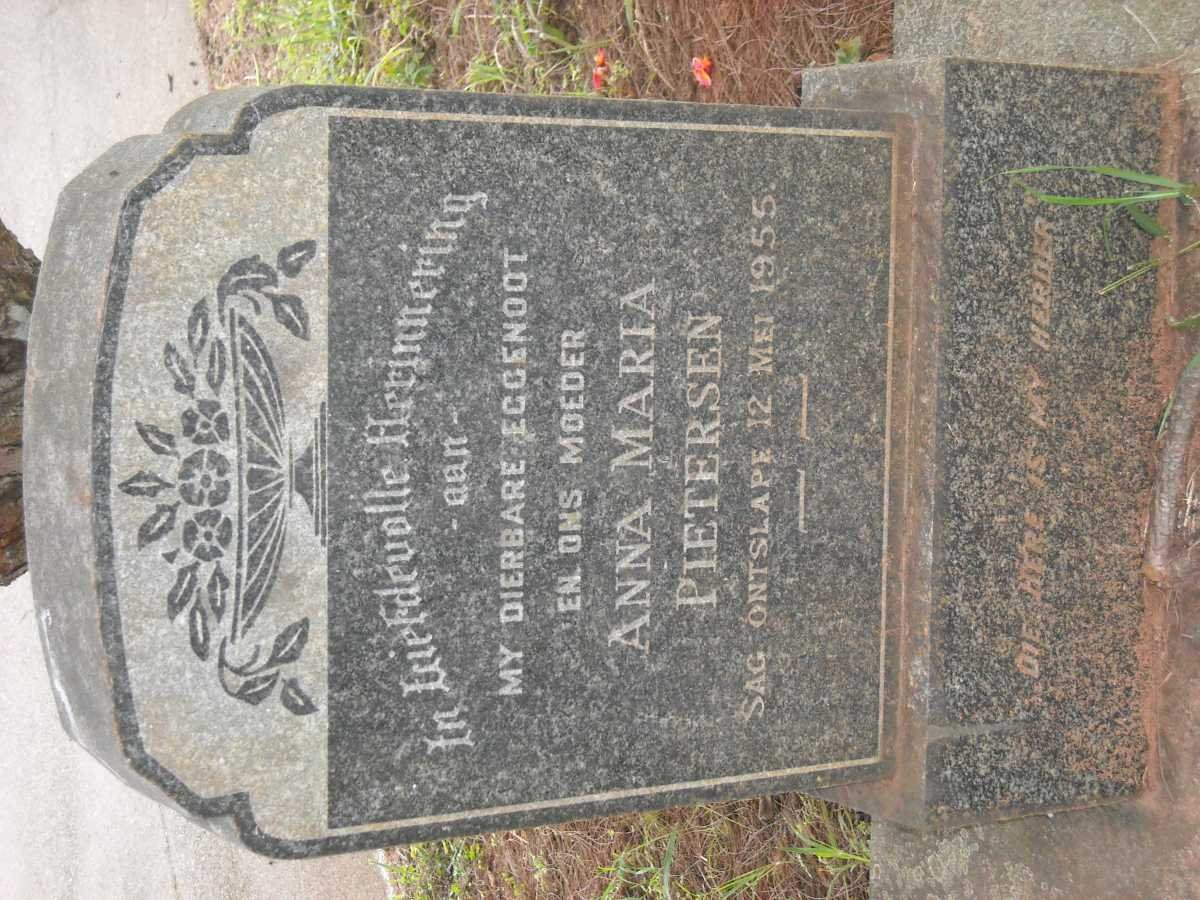 In Liefdevolle Herinnering
- aan -
MY DIERBARE EGGENOOT
EN ONS MOEDER
ANNA MARIA
PIETERSEN
SAG ONTSLAPE 12 MEI 1955.
DIE HERE IS MY HERDER